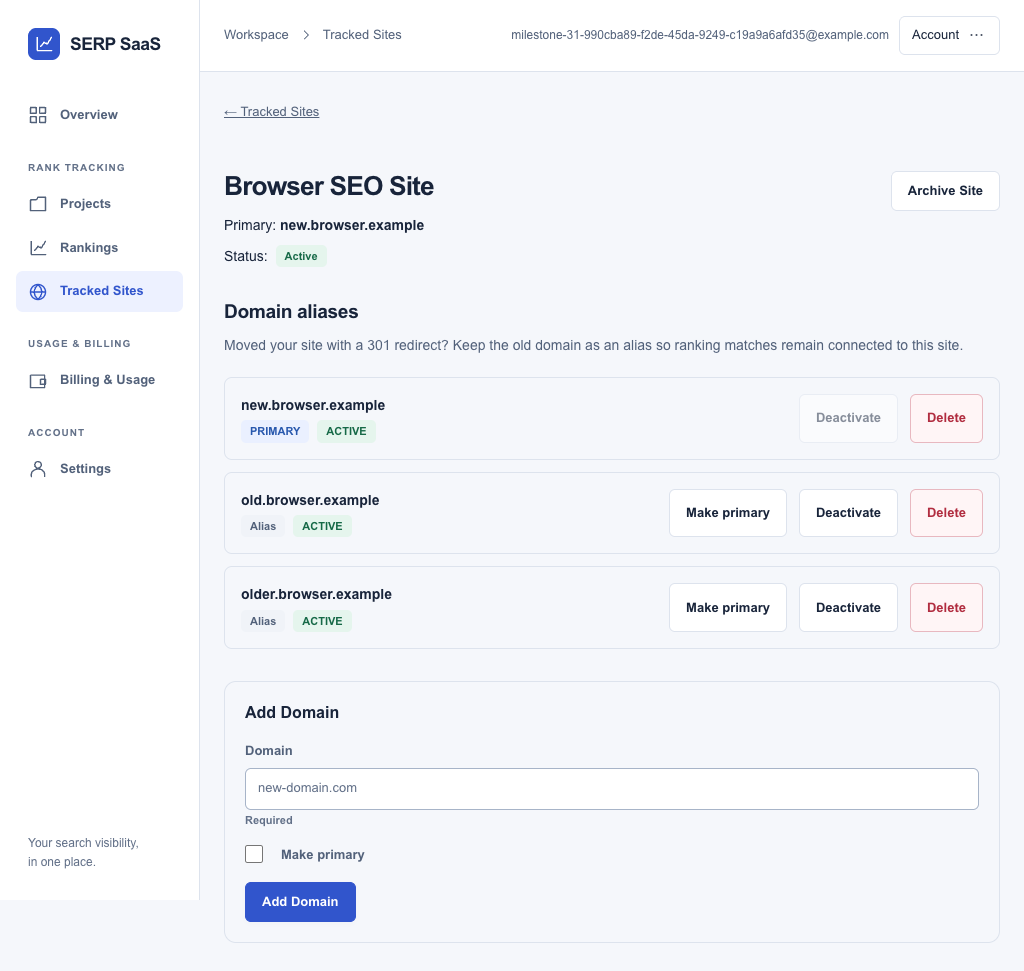 SERP SaaS
Overview
RANK TRACKING
Projects
Rankings
Tracked Sites
USAGE & BILLING
Billing & Usage
ACCOUNT
Settings
Your search visibility,
in one place.
Workspace > Tracked Sites
milestone-31-990cba89-f2de-45da-9249-c19a9a6afd35@example.com
Account ···
← Tracked Sites
Browser SEO Site
Archive Site
Primary: new.browser.example
Status: Active
Domain aliases
Moved your site with a 301 redirect? Keep the old domain as an alias so ranking matches remain connected to this site.
new.browser.example
PRIMARY ACTIVE
Deactivate Delete
old.browser.example
Alias ACTIVE
Make primary Deactivate Delete
older.browser.example
Alias ACTIVE
Make primary Deactivate Delete
Add Domain
Domain
new-domain.com
Required
Make primary
Add Domain